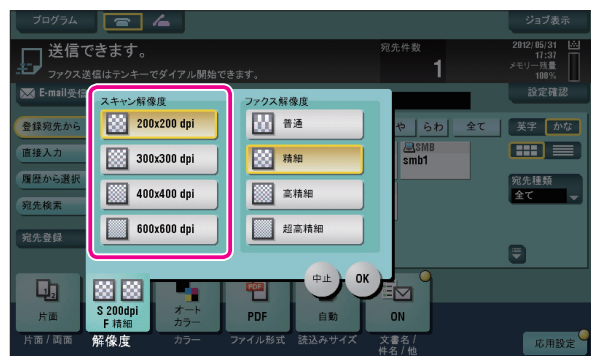 プログラム
ジョブ表示
送信できます。
ファクス送信はテンキーでダイアル開始できます。
宛先件数
1
2012/05/31
17:37
メモリー残量
100%
E-mail受信
設定確認
登録宛先から
直接入力
履歴から選択
宛先検索
宛先登録
スキャン解像度
200x200 dpi
300x300 dpi
400x400 dpi
600x600 dpi
ファクス解像度
普通
精細
高精細
超高精細
中止
OK
や
らわ
全て
SMB
smb1
英字
かな
宛先種類
全て
片面
片面/両面
S 200dpi
F 精細
解像度
オート
カラー
カラー
PDF
PDF
ファイル形式
自動
読込みサイズ
ON
文書名/
件名/他
応用設定